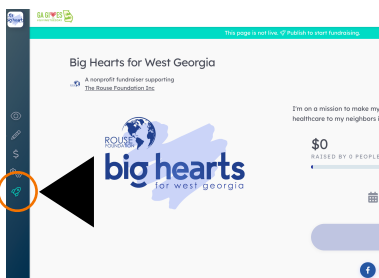 big heart
GA GIVES
This page is not live. Publish to start fundraising.
Big Hearts for West Georgia
A nonprofit fundraiser supporting
The Rouse Foundation Inc
I'm on a mission to make my
healthcare to my neighbors i
ROUSE
FOUNDATION
big hearts
for west georgia
$0
RAISED BY 0 PEOPLE
$
f